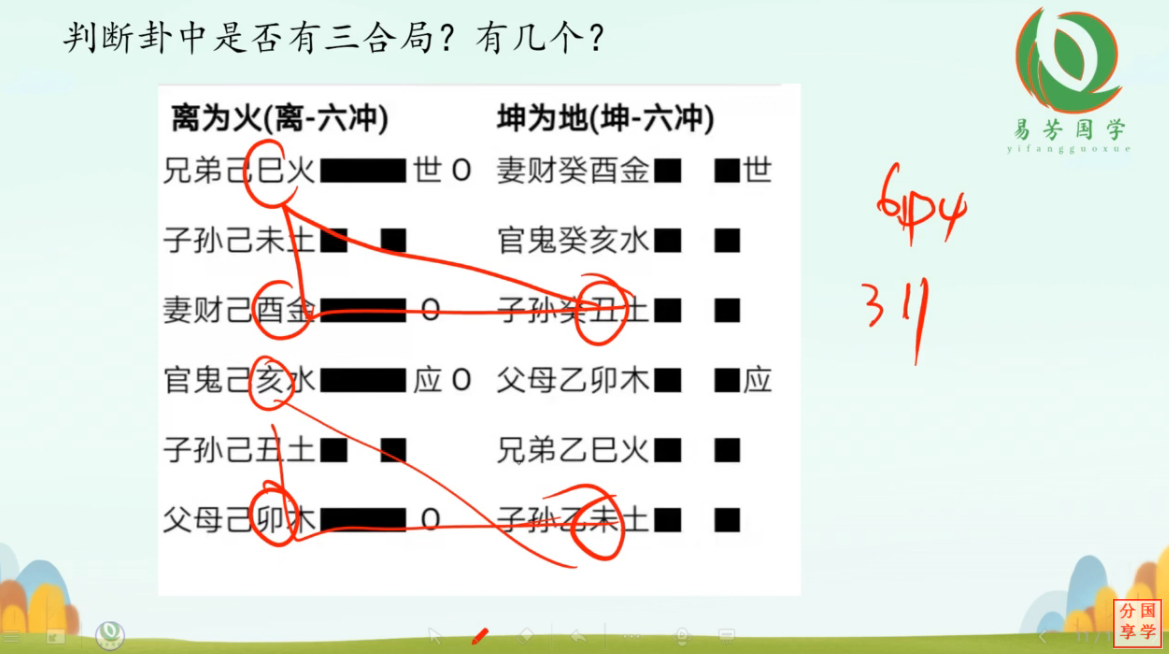 判断卦中是否有三合局？有几个？
易芳国学
yifangguoxue
离为火(离-六冲) 坤为地(坤-六冲)
兄弟己巳火 世 O 妻财癸酉金 世
子孙己未土 官鬼癸亥水
妻财己酉金 O 子孙癸丑土
官鬼己亥水 应 O 父母乙卯木 应
子孙己丑土 兄弟乙巳火
父母己卯木 O 子孙乙未土
分国
享学